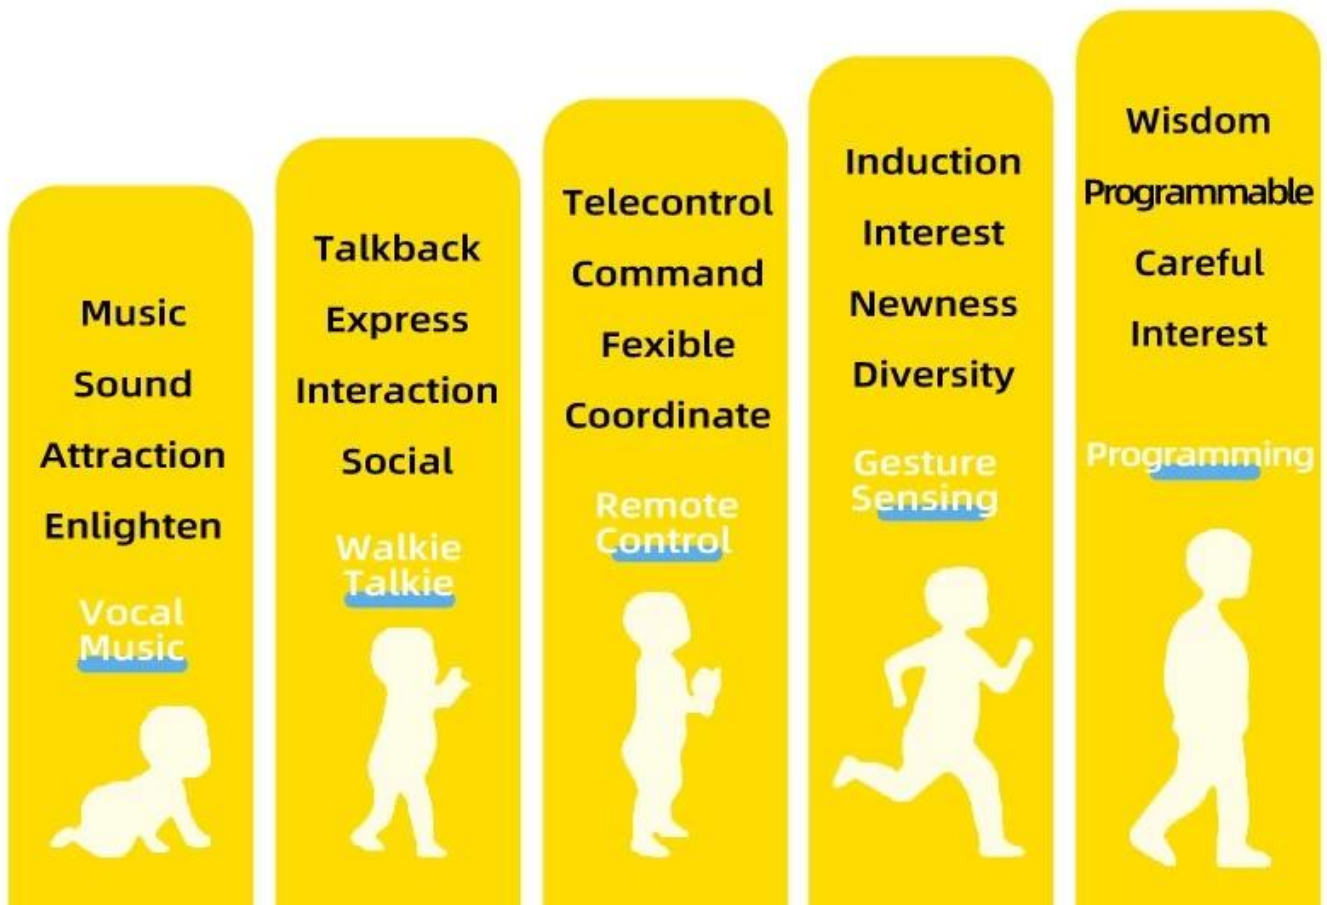 Music
Sound
Attraction
Enlighten
Vocal
Music
Talkback
Express
Interaction
Social
Walkie
Talkie
Telecontrol
Command
Fexible
Coordinate
Remote
Control
Induction
Interest
Newness
Diversity
Gesture
Sensing
Wisdom
Programmable
Careful
Interest
Programming